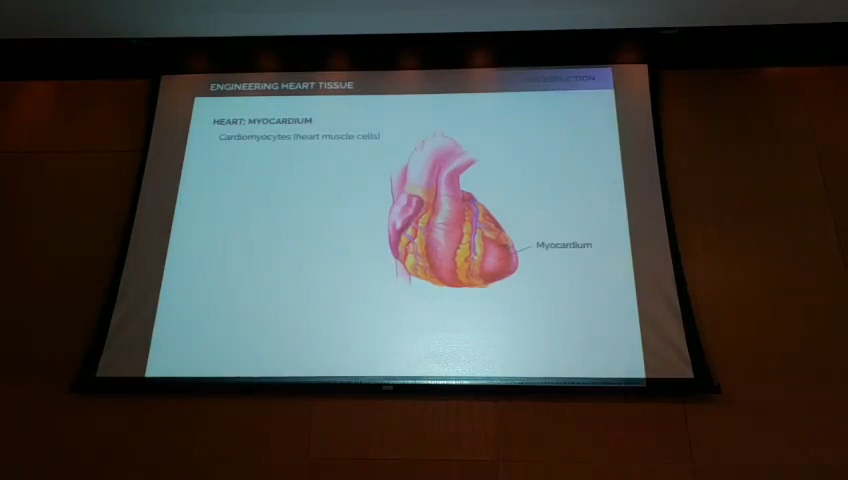 ENGINEERING HEART TISSUE
HEART: MYOCARDIUM
Cardiomyocytes (heart muscle cells)
Myocardium